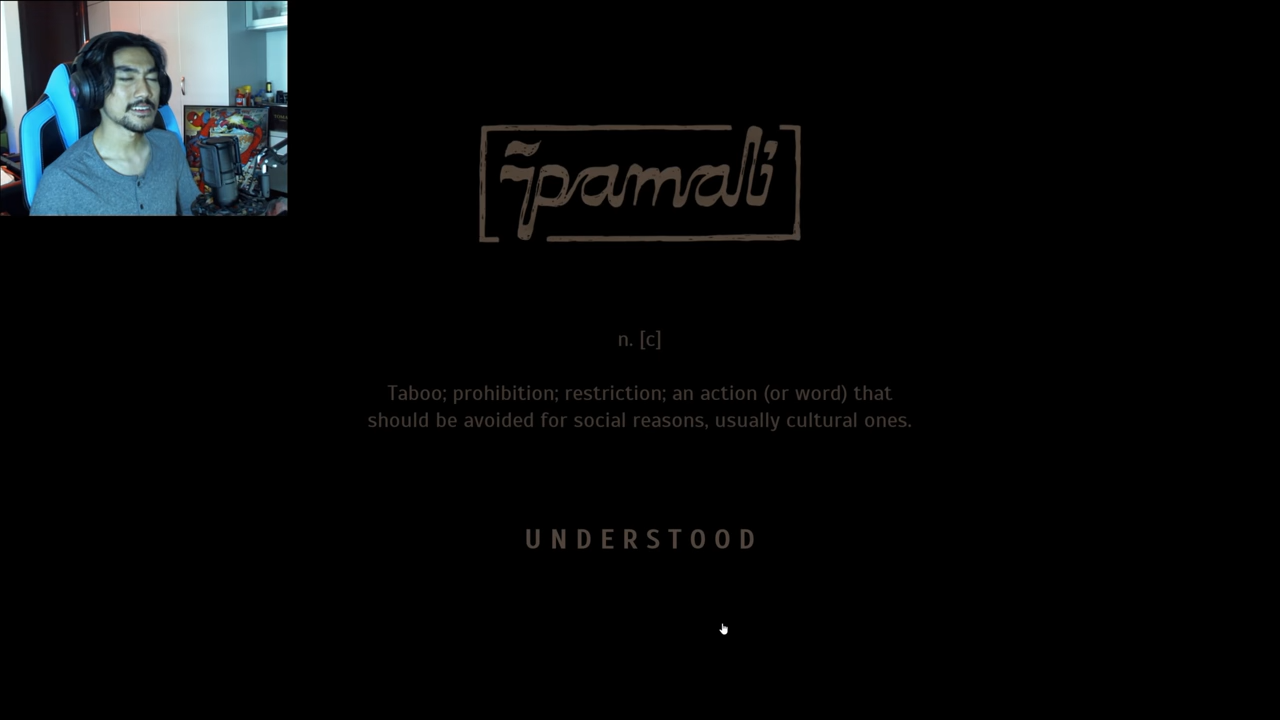 pamali
n. [c]
Taboo; prohibition; restriction; an action (or word) that
should be avoided for social reasons, usually cultural ones.
UNDERSTOOD